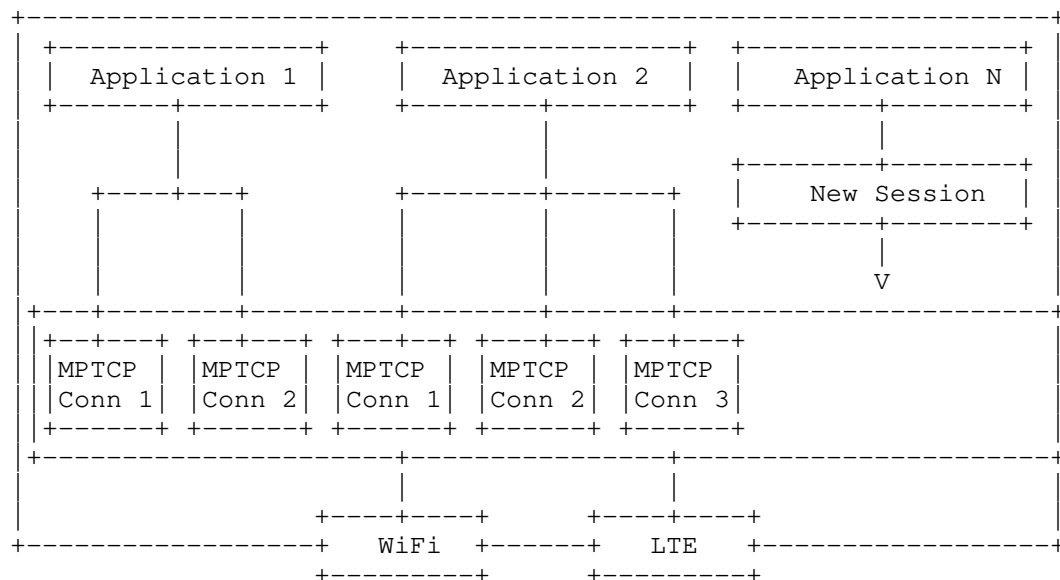 Application 1 Application 2 Application N
New Session
V
MPTCP MPTCP MPTCP MPTCP MPTCP
Conn 1 Conn 2 Conn 1 Conn 2 Conn 3
WiFi LTE